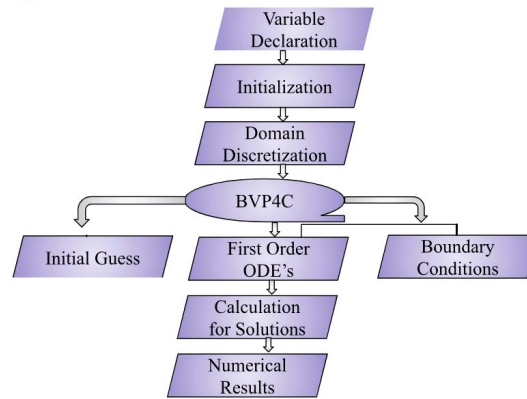 Variable
Declaration
Initialization
Domain
Discretization
BVP4C
Initial Guess
First Order
ODE's
Boundary
Conditions
Calculation
for Solutions
Numerical
Results